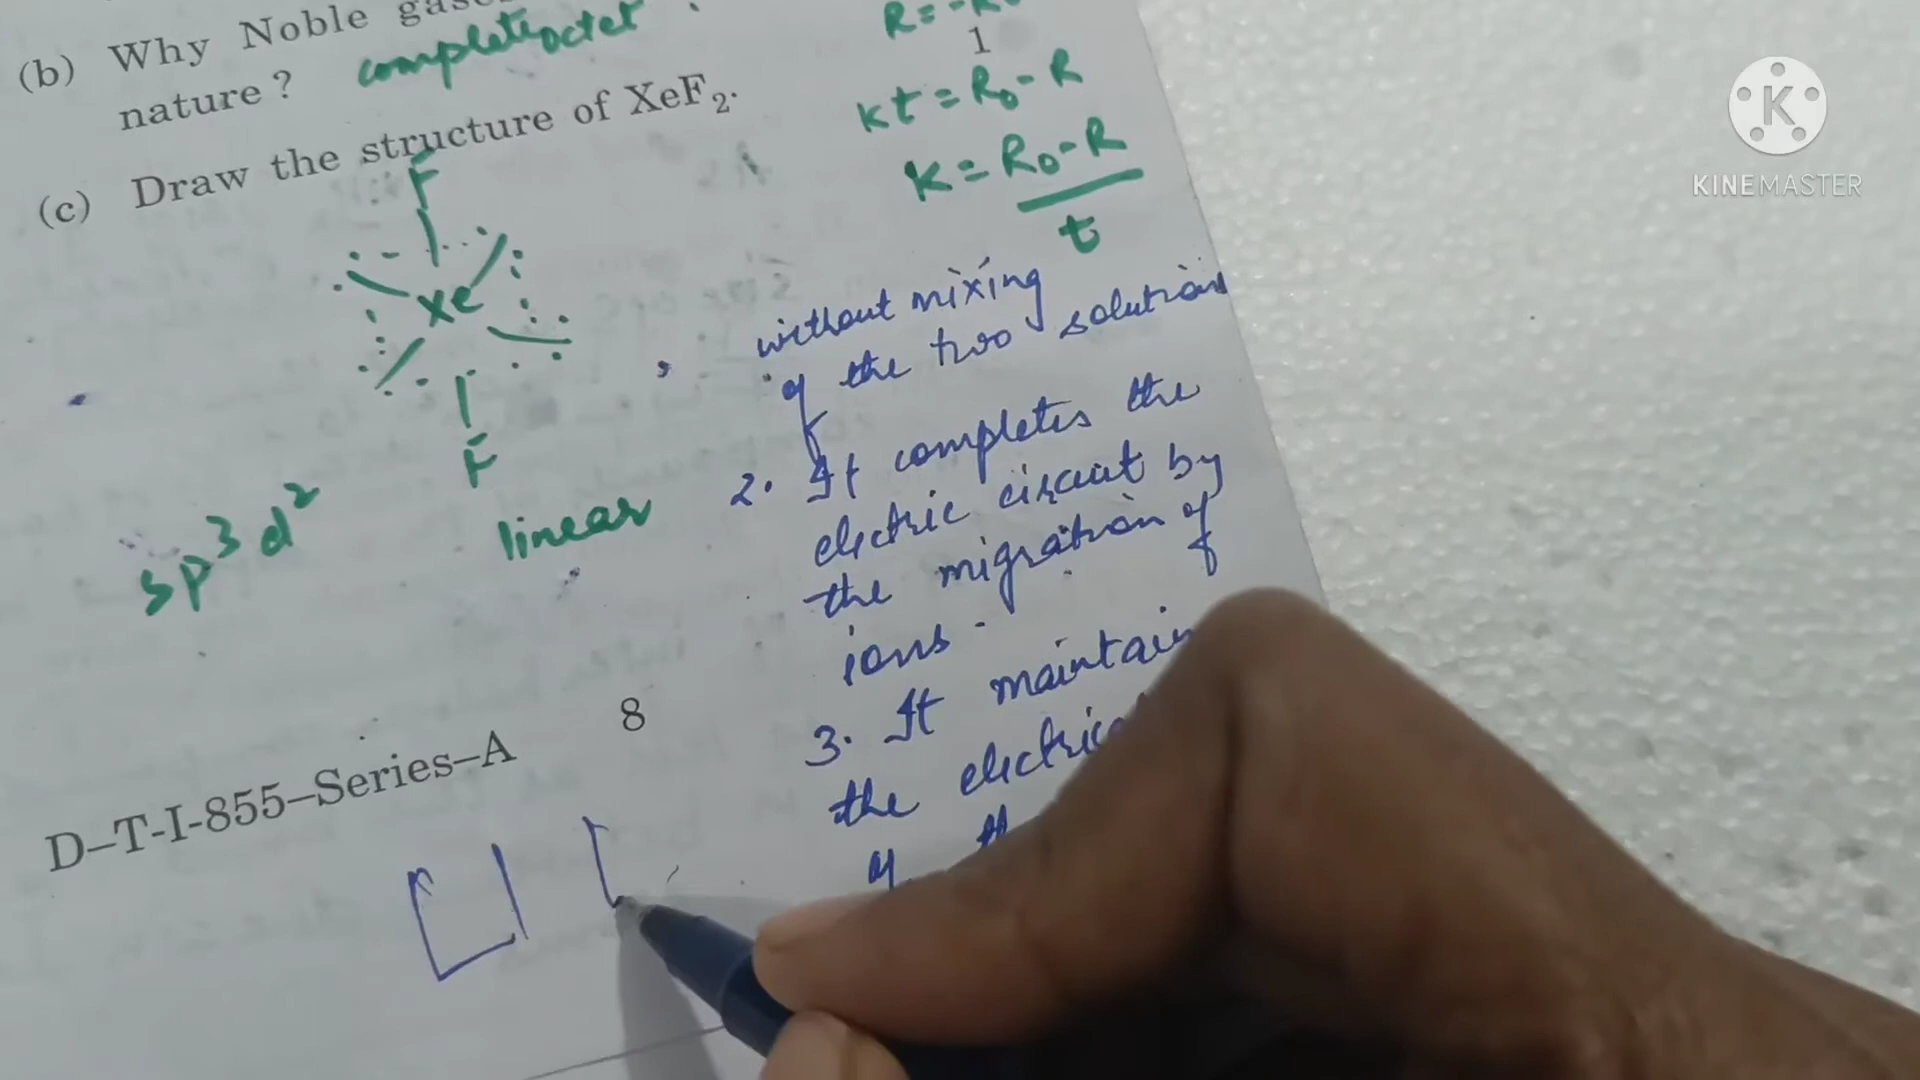 (b) Why Noble
nature ? complete octet
(c) Draw the structure of XeF2.
F
Xe
F
sp3d2
linear
D–T-I-855–Series–A
8
1
kt = R0 - R
K = R0 - R
t
without mixing
of the two solutions
2. It completes the
electric circuit by
the migration of
ions.
3. It maintain
the electric
K
KINEMASTER